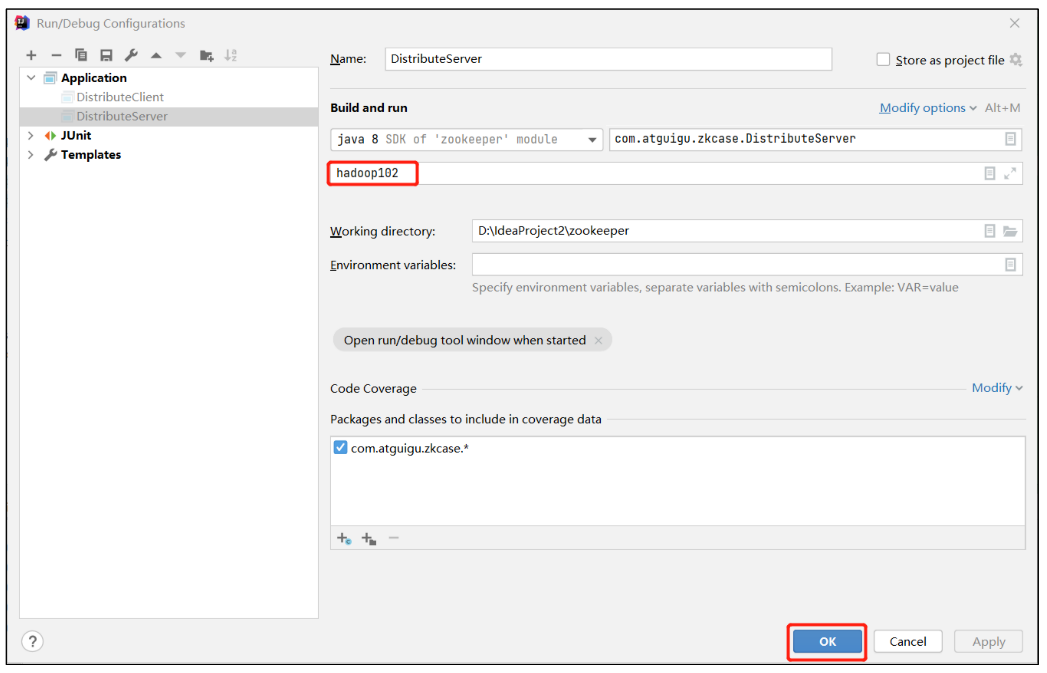 Run/Debug Configurations
Name: DistributeServer
Store as project file
Application
DistributeClient
DistributeServer
JUnit
Templates
Build and run
Modify options Alt+M
java 8 SDK of 'zookeeper' module
com.atguigu.zkcase.DistributeServer
hadoop102
Working directory: D:\IdeaProject2\zookeeper
Environment variables:
Specify environment variables, separate variables with semicolons. Example: VAR=value
Open run/debug tool window when started
Code Coverage
Modify
Packages and classes to include in coverage data
com.atguigu.zkcase.*
?
OK
Cancel
Apply